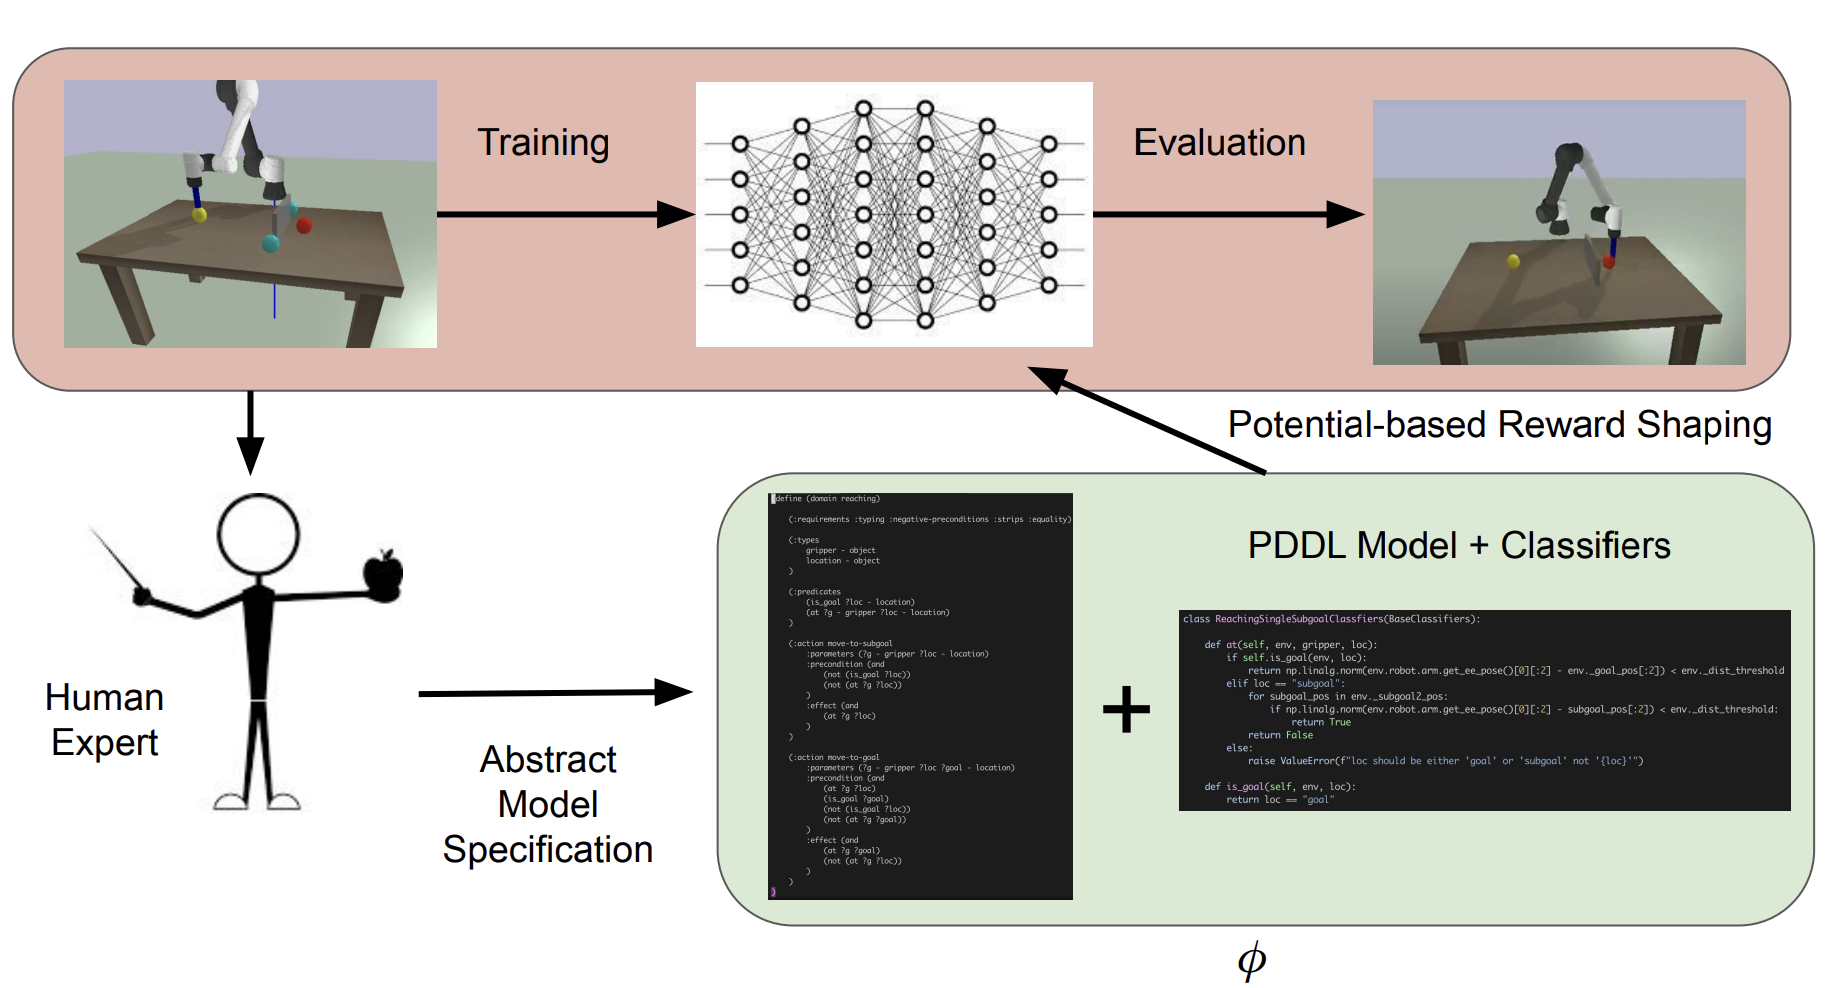 Training
Evaluation
Potential-based Reward Shaping
Human
Expert
Abstract
Model
Specification
(define (domain reaching)
(:requirements :typing :negative-preconditions :strips :equality)
(:types
gripper - object
location - object
)
(:predicates
(is_goal ?loc - location)
(at ?g - gripper ?loc - location)
)
(:action move-to-subgoal
:parameters (?g - gripper ?loc - location)
:precondition (and
(not (is_goal ?loc))
(not (at ?g ?loc))
)
:effect (and
(at ?g ?loc)
)
)
(:action move-to-goal
:parameters (?g - gripper ?loc ?goal - location)
:precondition (and
(at ?g ?loc)
(is_goal ?goal)
(not (is_goal ?loc))
(not (at ?g ?goal))
)
:effect (and
(at ?g ?goal)
(not (at ?g ?loc))
)
)
)
+
PDDL Model + Classifiers
class ReachingSingleSubgoalClassfiers(BaseClassifiers):
def at(self, env, gripper, loc):
if self.is_goal(env, loc):
return np.linalg.norm(env.robot.arm.get_ee_pose()[0][:2] - env._goal_pos[:2]) < env._dist_threshold
elif loc == "subgoal":
for subgoal_pos in env._subgoal2_pos:
if np.linalg.norm(env.robot.arm.get_ee_pose()[0][:2] - subgoal_pos[:2]) < env._dist_threshold:
return True
return False
else:
raise ValueError(f"loc should be either 'goal' or 'subgoal' not '{loc}'")
def is_goal(self, env, loc):
return loc == "goal"
ϕ